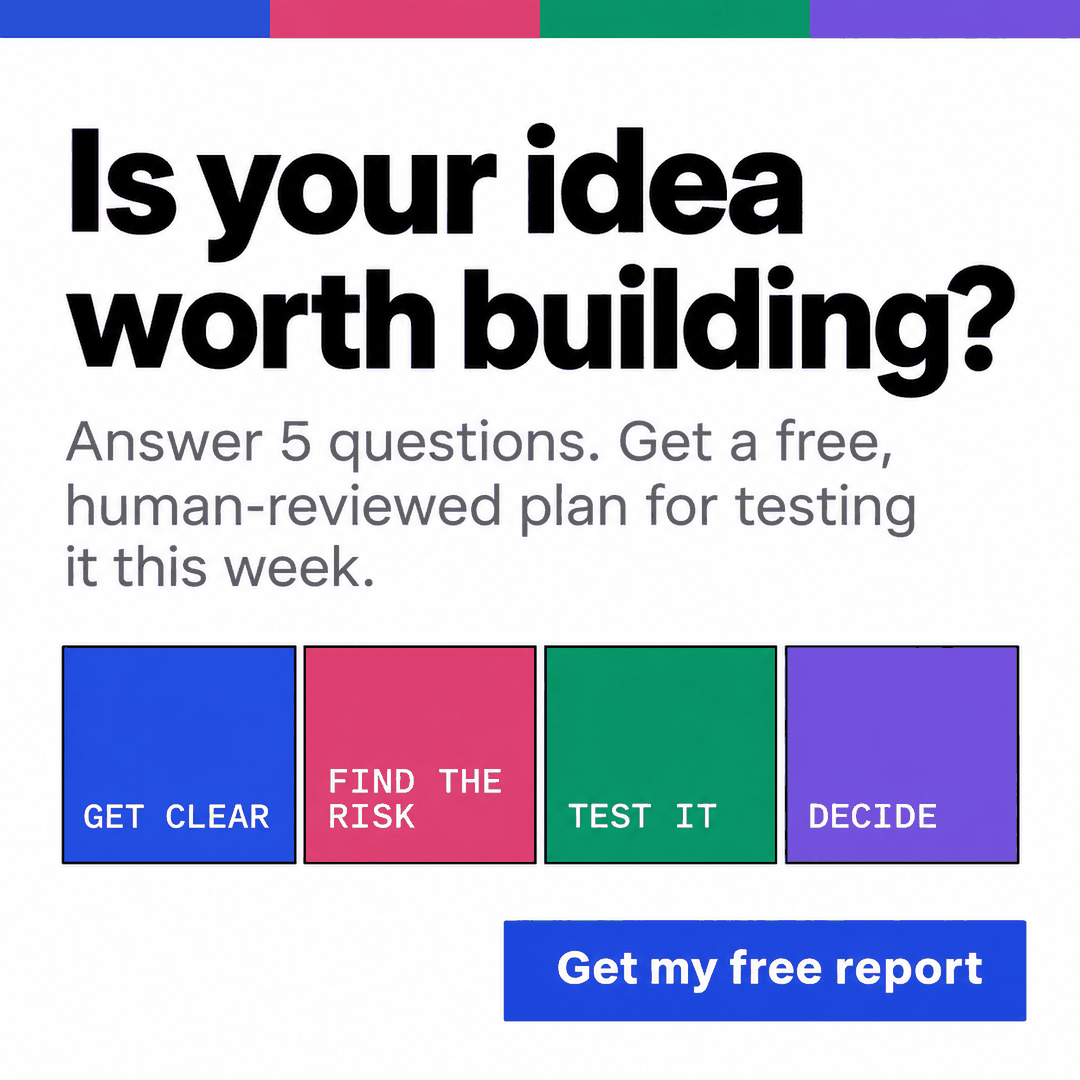 Is your idea
worth building?
Answer 5 questions. Get a free,
human-reviewed plan for testing
it this week.
GET CLEAR
FIND THE
RISK
TEST IT
DECIDE
Get my free report